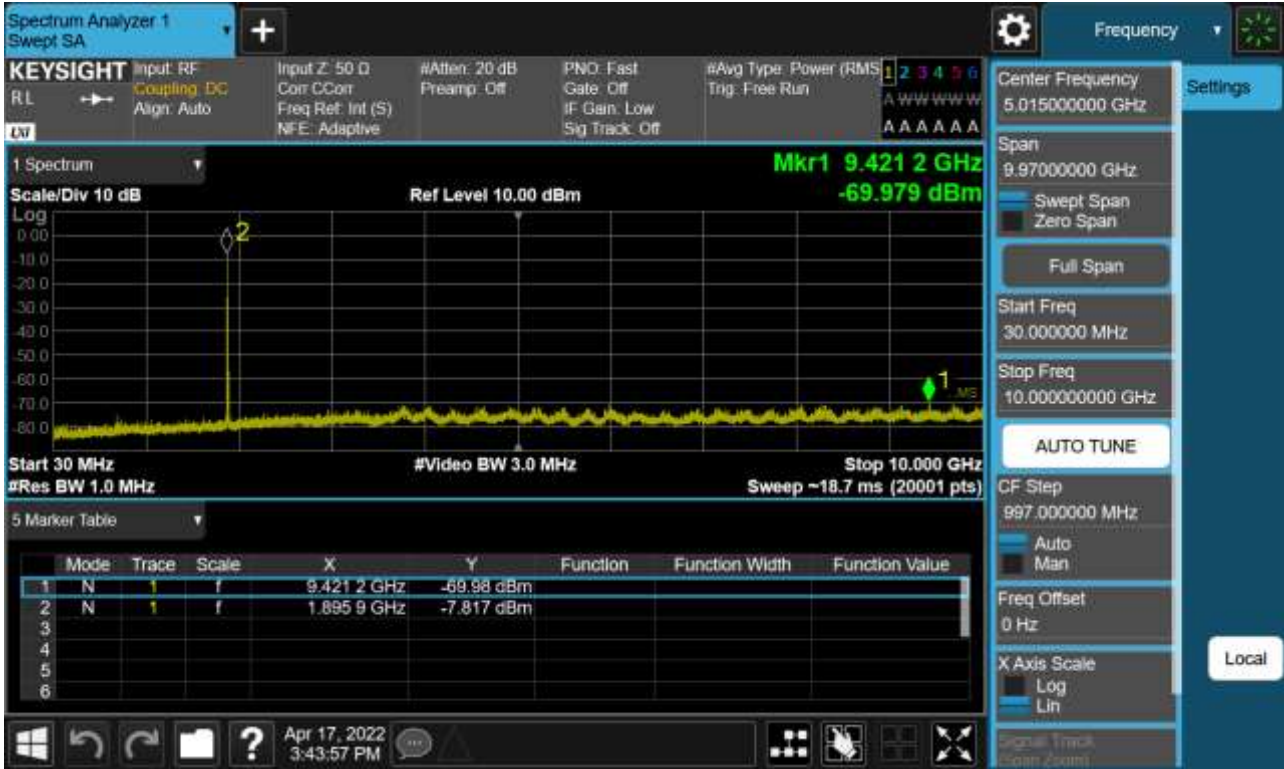 Spectrum Analyzer 1
Swept SA
+
Frequency
KEYSIGHT
RL
LXI
Input: RF
Coupling: DC
Align: Auto
Input Z: 50 Ω
Corr CCorr
Freq Ref: Int (S)
NFE: Adaptive
#Atten: 20 dB
Preamp: Off
PNO: Fast
Gate: Off
IF Gain: Low
Sig Track: Off
#Avg Type: Power (RMS
Trig: Free Run
1 2 3 4 5 6
A W W W W W
A A A A A A
1 Spectrum
Mkr1 9.421 2 GHz
-69.979 dBm
Scale/Div 10 dB
Ref Level 10.00 dBm
Log
0.00
-10.0
-20.0
-30.0
-40.0
-50.0
-60.0
-70.0
-80.0
2
1
Start 30 MHz
#Video BW 3.0 MHz
Stop 10.000 GHz
#Res BW 1.0 MHz
Sweep ~18.7 ms (20001 pts)
5 Marker Table
Mode Trace Scale X Y Function Function Width Function Value
1 N 1 f 9.421 2 GHz -69.98 dBm
2 N 1 f 1.895 9 GHz -7.817 dBm
3
4
5
6
?
Apr 17, 2022
3:43:57 PM
Center Frequency
5.015000000 GHz
Settings
Span
9.97000000 GHz
Swept Span
Zero Span
Full Span
Start Freq
30.000000 MHz
Stop Freq
10.000000000 GHz
AUTO TUNE
CF Step
997.000000 MHz
Auto
Man
Freq Offset
0 Hz
X Axis Scale
Log
Lin
Local
Signal Track
(Span Zoom)